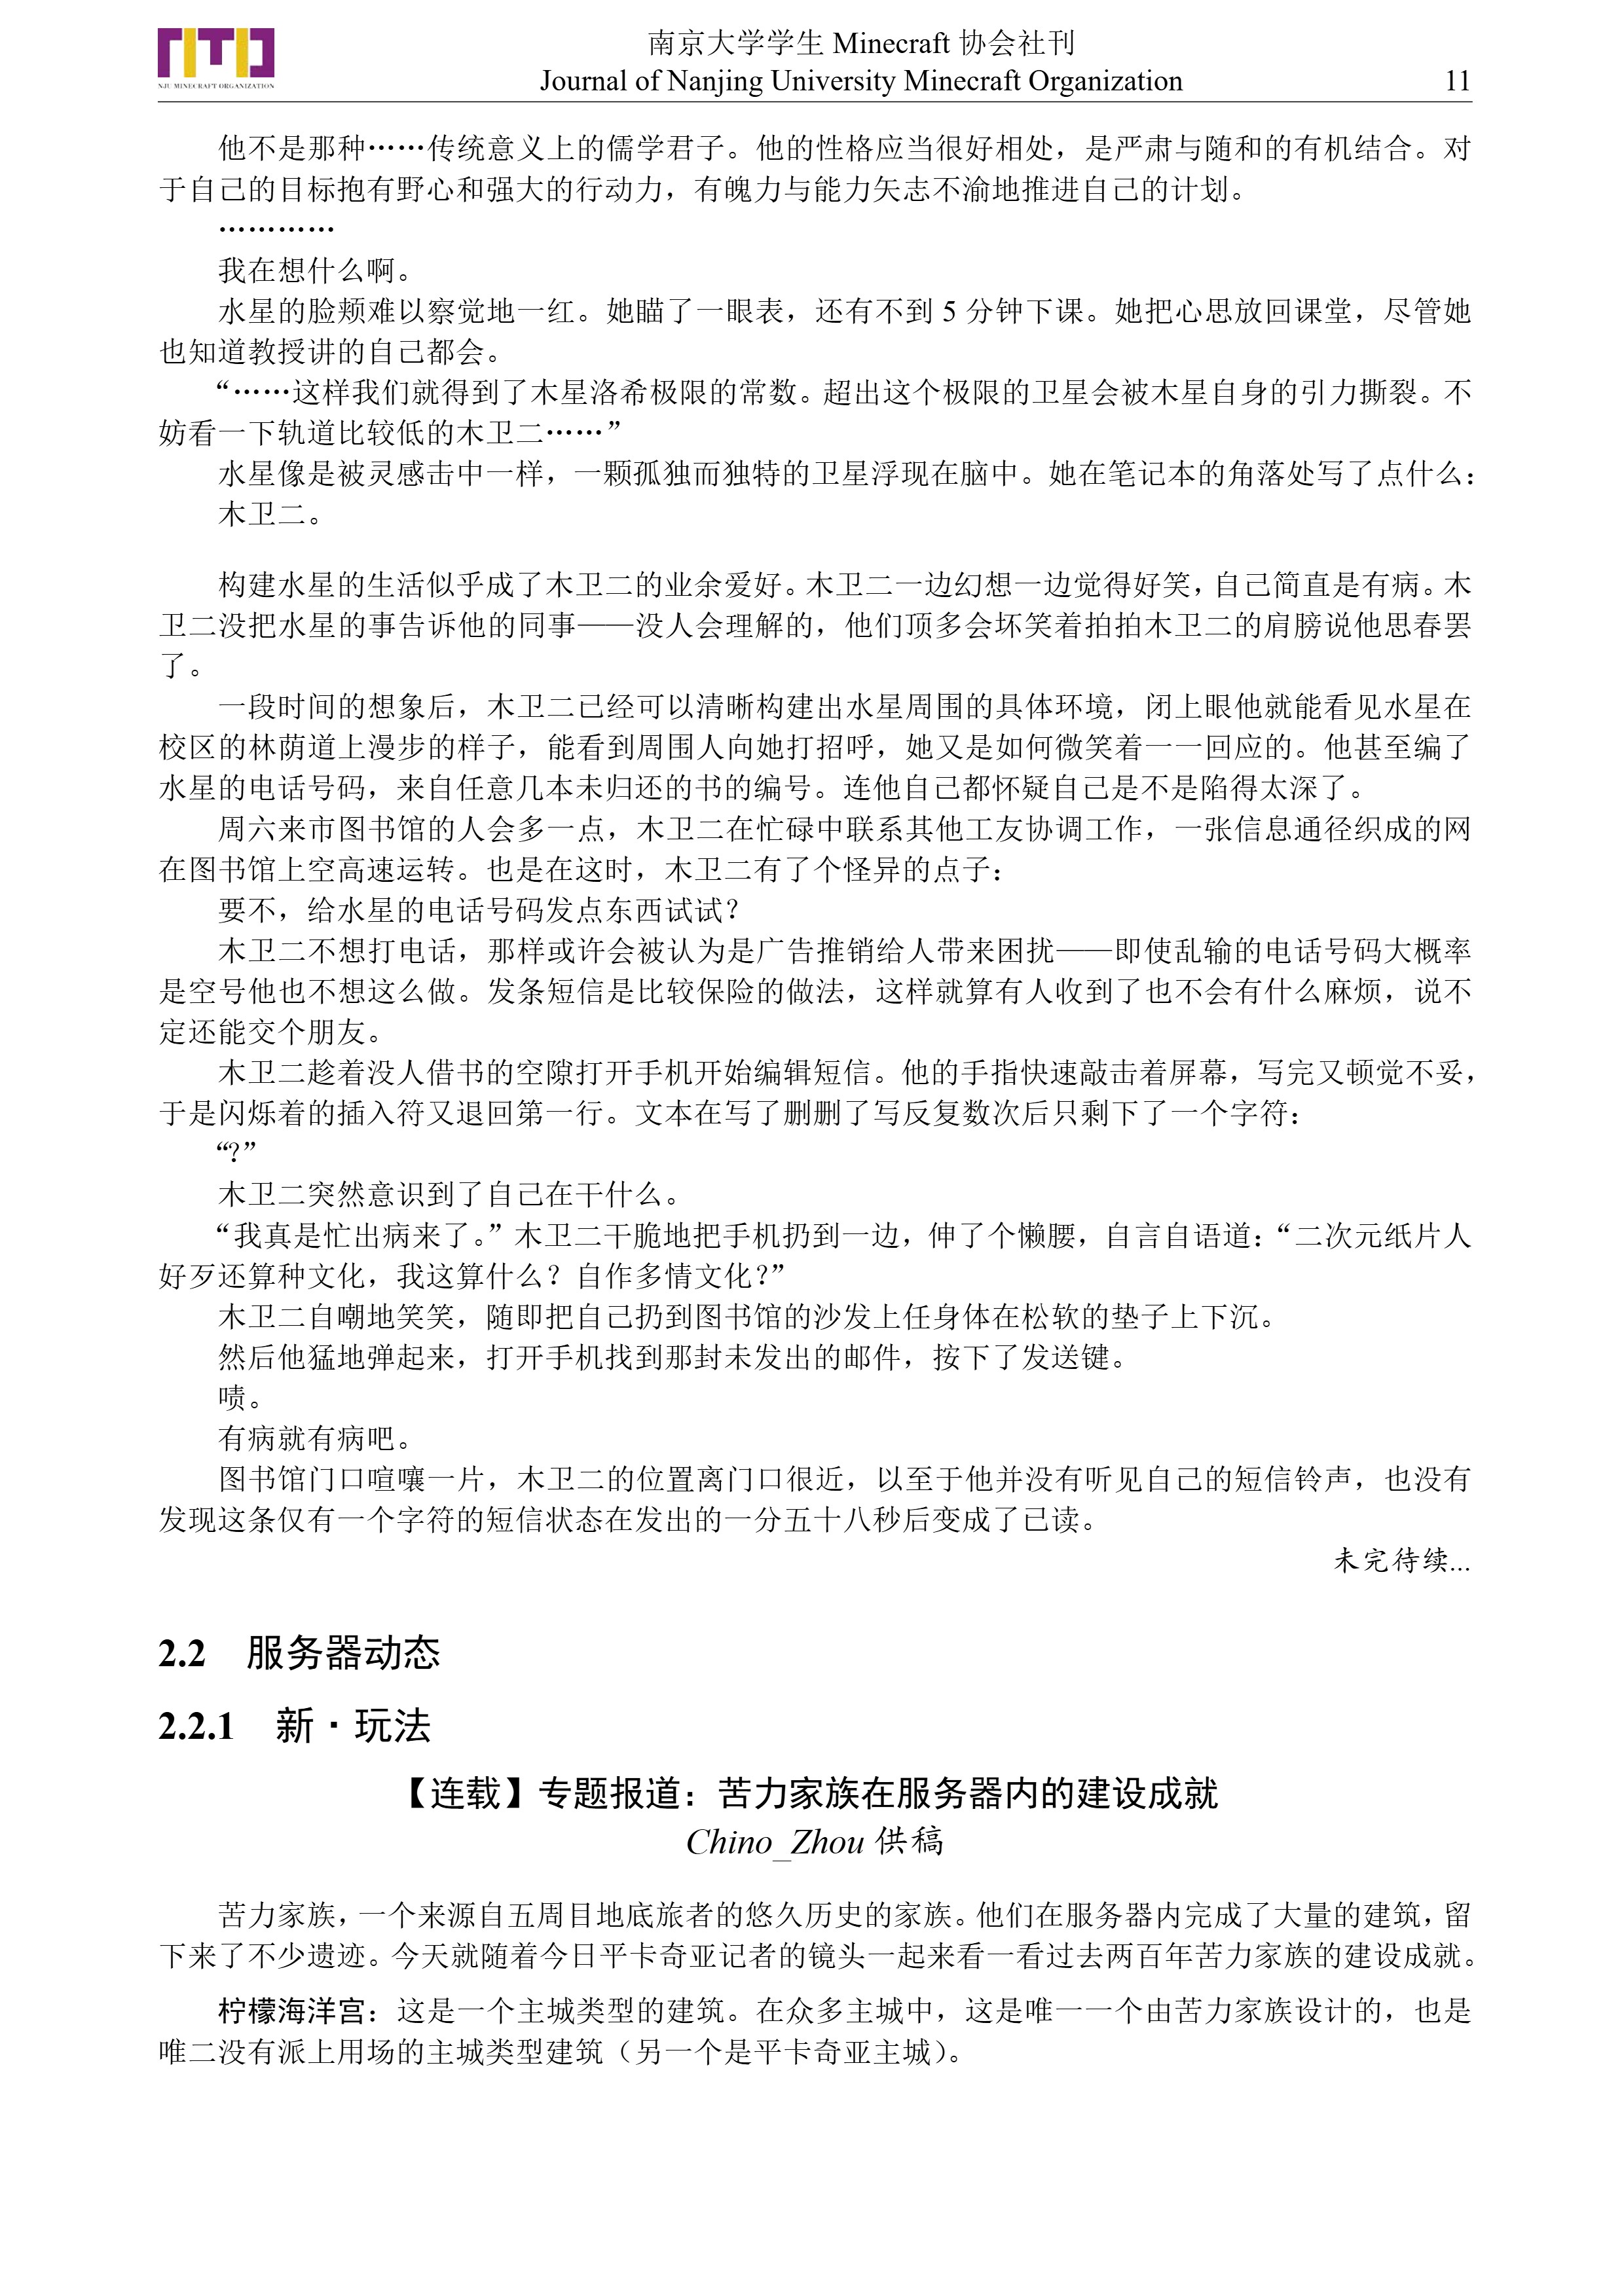 NJU MINECRAFT ORGANIZATION
南京大学学生 Minecraft 协会社刊
Journal of Nanjing University Minecraft Organization
11
他不是那种……传统意义上的儒学君子。他的性格应当很好相处，是严肃与随和的有机结合。对
于自己的目标抱有野心和强大的行动力，有魄力与能力矢志不渝地推进自己的计划。
…………
我在想什么啊。
水星的脸颊难以察觉地一红。她瞄了一眼表，还有不到 5 分钟下课。她把心思放回课堂，尽管她
也知道教授讲的自己都会。
“……这样我们就得到了木星洛希极限的常数。超出这个极限的卫星会被木星自身的引力撕裂。不
妨看一下轨道比较低的木卫二……”
水星像是被灵感击中一样，一颗孤独而独特的卫星浮现在脑中。她在笔记本的角落处写了点什么：
木卫二。
构建水星的生活似乎成了木卫二的业余爱好。木卫二一边幻想一边觉得好笑，自己简直是有病。木
卫二没把水星的事告诉他的同事——没人会理解的，他们顶多会坏笑着拍拍木卫二的肩膀说他思春罢
了。
一段时间的想象后，木卫二已经可以清晰构建出水星周围的具体环境，闭上眼他就能看见水星在
校区的林荫道上漫步的样子，能看到周围人向她打招呼，她又是如何微笑着一一回应的。他甚至编了
水星的电话号码，来自任意几本未归还的书的编号。连他自己都怀疑自己是不是陷得太深了。
周六来市图书馆的人会多一点，木卫二在忙碌中联系其他工友协调工作，一张信息通径织成的网
在图书馆上空高速运转。也是在这时，木卫二有了个怪异的点子：
要不，给水星的电话号码发点东西试试？
木卫二不想打电话，那样或许会被认为是广告推销给人带来困扰——即使乱输的电话号码大概率
是空号他也不想这么做。发条短信是比较保险的做法，这样就算有人收到了也不会有什么麻烦，说不
定还能交个朋友。
木卫二趁着没人借书的空隙打开手机开始编辑短信。他的手指快速敲击着屏幕，写完又顿觉不妥，
于是闪烁着的插入符又退回第一行。文本在写了删删了写反复数次后只剩下了一个字符：
“?”
木卫二突然意识到了自己在干什么。
“我真是忙出病来了。”木卫二干脆地把手机扔到一边，伸了个懒腰，自言自语道：“二次元纸片人
好歹还算种文化，我这算什么？自作多情文化？”
木卫二自嘲地笑笑，随即把自己扔到图书馆的沙发上任身体在松软的垫子上下沉。
然后他猛地弹起来，打开手机找到那封未发出的邮件，按下了发送键。
啧。
有病就有病吧。
图书馆门口喧嚷一片，木卫二的位置离门口很近，以至于他并没有听见自己的短信铃声，也没有
发现这条仅有一个字符的短信状态在发出的一分五十八秒后变成了已读。
未完待续...
2.2 服务器动态
2.2.1 新·玩法
【连载】专题报道：苦力家族在服务器内的建设成就
Chino_Zhou 供稿
苦力家族，一个来源自五周目地底旅者的悠久历史的家族。他们在服务器内完成了大量的建筑，留
下来了不少遗迹。今天就随着今日平卡奇亚记者的镜头一起来看一看过去两百年苦力家族的建设成就。
柠檬海洋宫：这是一个主城类型的建筑。在众多主城中，这是唯一一个由苦力家族设计的，也是
唯二没有派上用场的主城类型建筑（另一个是平卡奇亚主城）。